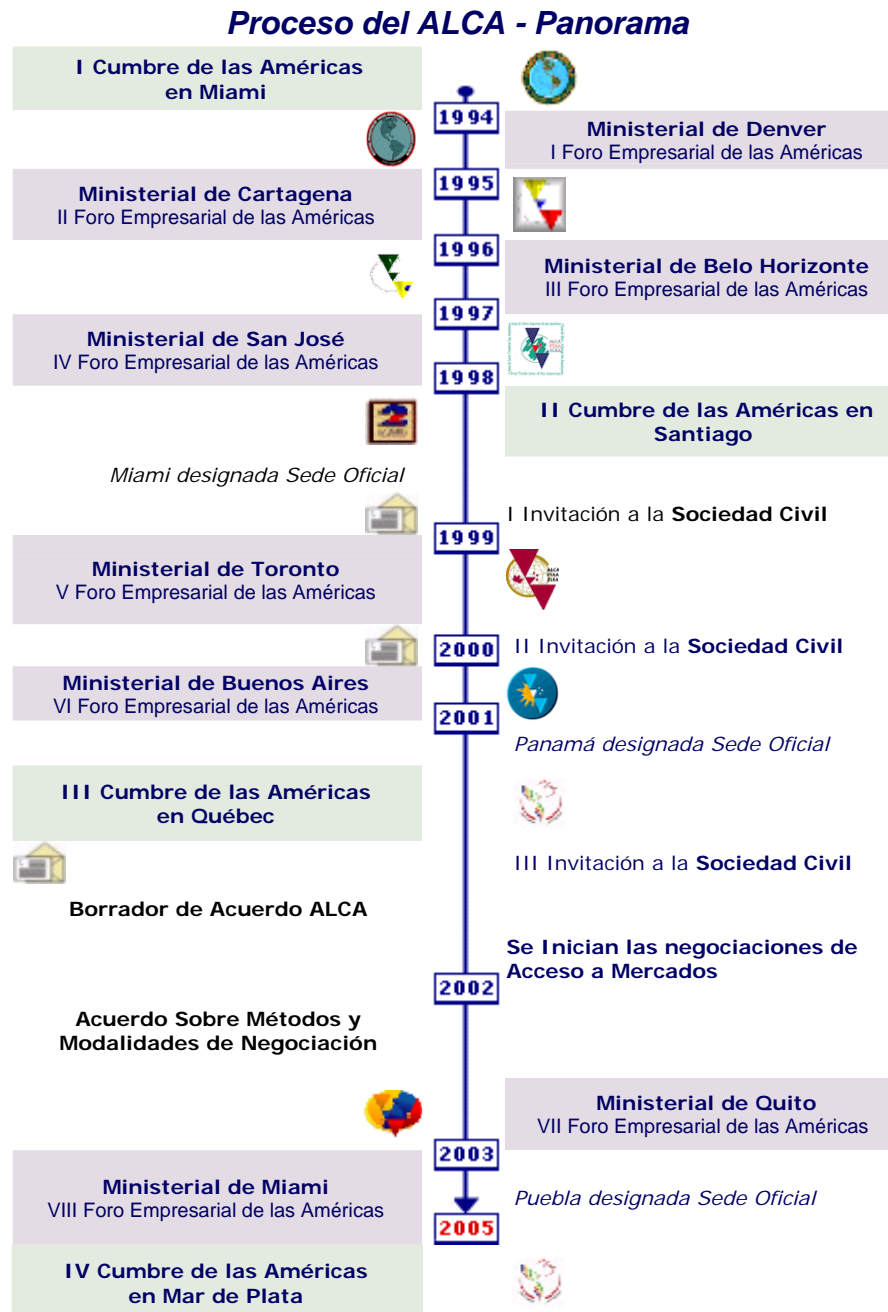 Proceso del ALCA - Panorama
I Cumbre de las Américas
en Miami
1994
Ministerial de Denver
I Foro Empresarial de las Américas
1995
Ministerial de Cartagena
II Foro Empresarial de las Américas
1996
Ministerial de Belo Horizonte
III Foro Empresarial de las Américas
1997
Ministerial de San José
IV Foro Empresarial de las Américas
1998
II Cumbre de las Américas en
Santiago
Miami designada Sede Oficial
I Invitación a la Sociedad Civil
1999
Ministerial de Toronto
V Foro Empresarial de las Américas
2000
II Invitación a la Sociedad Civil
Ministerial de Buenos Aires
VI Foro Empresarial de las Américas
2001
Panamá designada Sede Oficial
III Cumbre de las Américas
en Québec
III Invitación a la Sociedad Civil
Borrador de Acuerdo ALCA
Se Inician las negociaciones de
Acceso a Mercados
2002
Acuerdo Sobre Métodos y
Modalidades de Negociación
Ministerial de Quito
VII Foro Empresarial de las Américas
2003
Ministerial de Miami
VIII Foro Empresarial de las Américas
Puebla designada Sede Oficial
2005
IV Cumbre de las Américas
en Mar de Plata